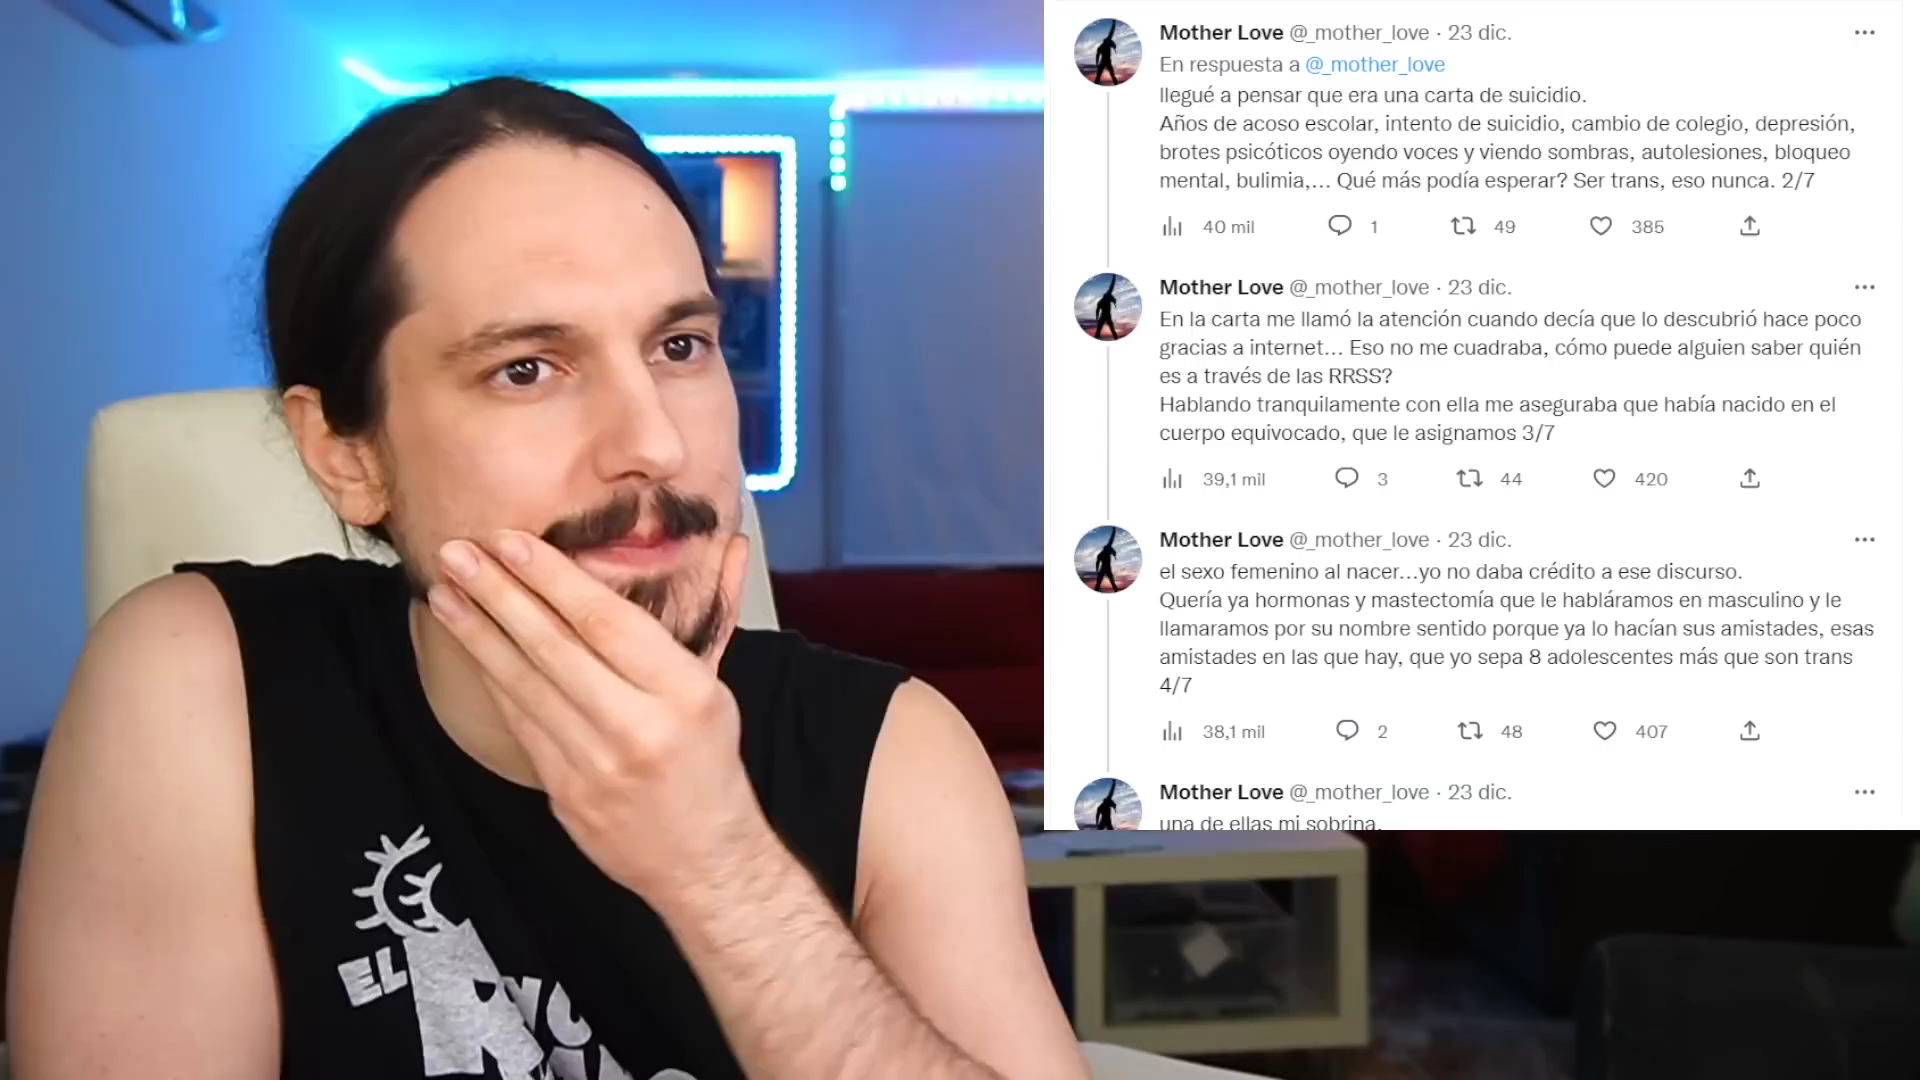 Mother Love @_mother_love · 23 dic.
En respuesta a @_mother_love
llegué a pensar que era una carta de suicidio.
Años de acoso escolar, intento de suicidio, cambio de colegio, depresión,
brotes psicóticos oyendo voces y viendo sombras, autolesiones, bloqueo
mental, bulimia,... Qué más podía esperar? Ser trans, eso nunca. 2/7
40 mil 1 49 385
Mother Love @_mother_love · 23 dic.
En la carta me llamó la atención cuando decía que lo descubrió hace poco
gracias a internet... Eso no me cuadraba, cómo puede alguien saber quién
es a través de las RRSS?
Hablando tranquilamente con ella me aseguraba que había nacido en el
cuerpo equivocado, que le asignamos 3/7
39,1 mil 3 44 420
Mother Love @_mother_love · 23 dic.
el sexo femenino al nacer...yo no daba crédito a ese discurso.
Quería ya hormonas y mastectomía que le habláramos en masculino y le
llamaramos por su nombre sentido porque ya lo hacían sus amistades, esas
amistades en las que hay, que yo sepa 8 adolescentes más que son trans
4/7
38,1 mil 2 48 407
Mother Love @_mother_love · 23 dic.
una de ellas mi sobrina.
EL